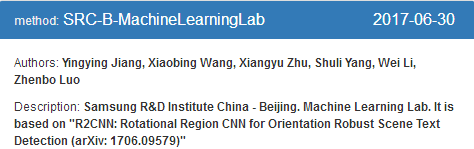 method: SRC-B-MachineLearningLab 2017-06-30
Authors: Yingying Jiang, Xiaobing Wang, Xiangyu Zhu, Shuli Yang, Wei Li,
Zhenbo Luo
Description: Samsung R&D Institute China - Beijing. Machine Learning Lab. It is
based on "R2CNN: Rotational Region CNN for Orientation Robust Scene Text
Detection (arXiv: 1706.09579)"